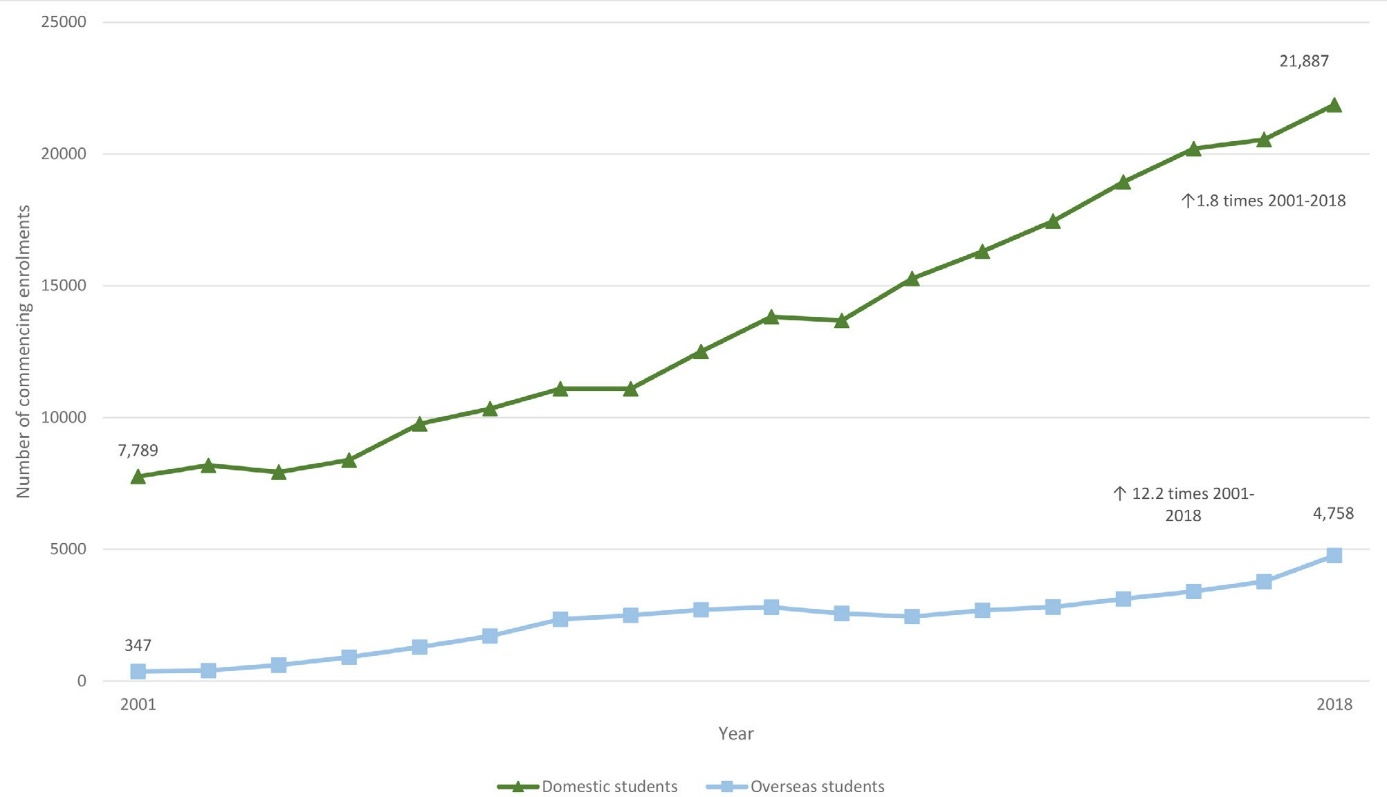 25000
21,887
20000
↑1.8 times 2001-2018
15000
Number of commencing enrolments
10000
7,789
↑ 12.2 times 2001-
2018
4,758
5000
347
0
2001
2018
Year
Domestic students
Overseas students